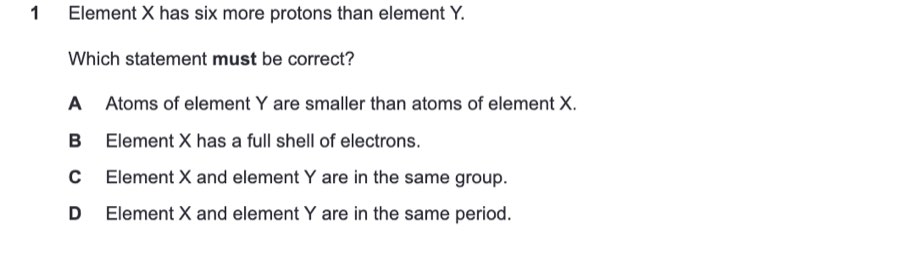 1 Element X has six more protons than element Y.
Which statement must be correct?
A Atoms of element Y are smaller than atoms of element X.
B Element X has a full shell of electrons.
C Element X and element Y are in the same group.
D Element X and element Y are in the same period.